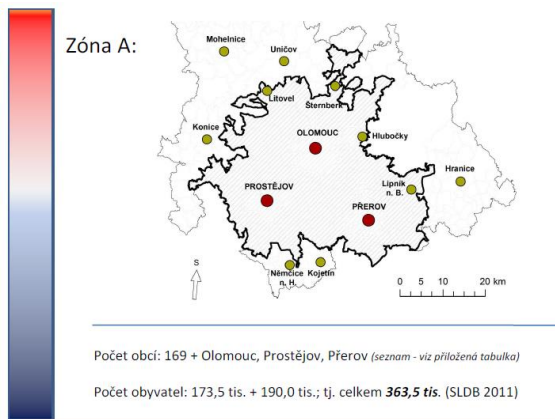 Zóna A:
Mohelnice
Uničov
Litovel
Šternberk
Konice
OLOMOUC
Hlubočky
Hranice
PROSTĚJOV
Lipník
n. B.
PŘEROV
S
Němčice
n. H.
Kojetín
0 5 10 20 km
Počet obcí: 169 + Olomouc, Prostějov, Přerov (seznam - viz přiložená tabulka)
Počet obyvatel: 173,5 tis. + 190,0 tis.; tj. celkem 363,5 tis. (SLDB 2011)